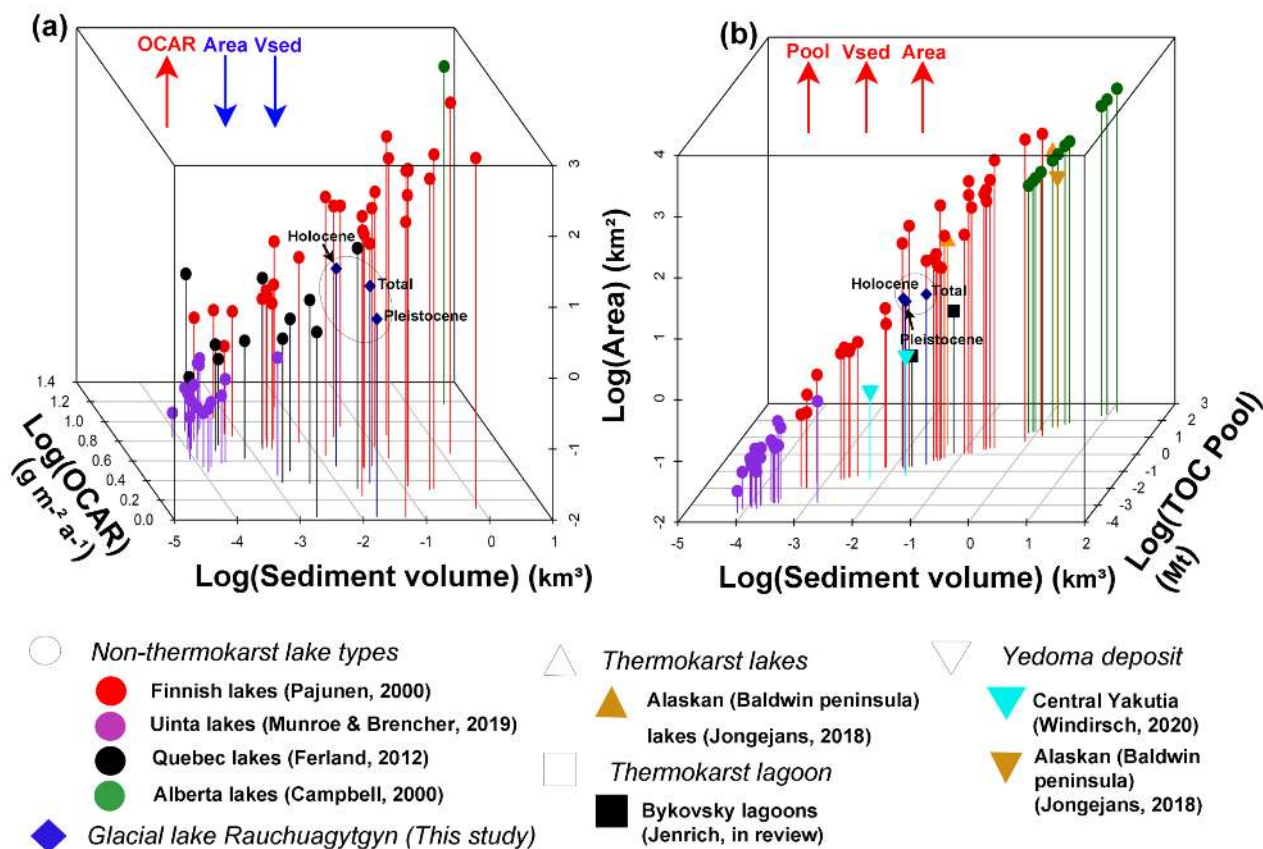 (a)
OCAR Area Vsed
Holocene
Total
Pleistocene
3
2
1
0
-1
-2
1.4
1.2
1.0
0.8
0.6
0.4
0.2
0.0
-5 -4 -3 -2 -1 0 1
Log(OCAR)
(g m-² a-¹)
Log(Sediment volume) (km³)
(b)
Pool Vsed Area
Log(Area) (km²)
4
3
2
1
0
-1
-2
Holocene
Total
Pleistocene
3
2
1
0
-1
-2
-3
-4
-5 -4 -3 -2 -1 0 1 2
Log(TOC Pool)
(Mt)
Log(Sediment volume) (km³)
Non-thermokarst lake types
Finnish lakes (Pajunen, 2000)
Uinta lakes (Munroe & Brencher, 2019)
Quebec lakes (Ferland, 2012)
Alberta lakes (Campbell, 2000)
Glacial lake Rauchuagytgyn (This study)
Thermokarst lakes
Alaskan (Baldwin peninsula)
lakes (Jongejans, 2018)
Thermokarst lagoon
Bykovsky lagoons
(Jenrich, in review)
Yedoma deposit
Central Yakutia
(Windirsch, 2020)
Alaskan (Baldwin
peninsula)
(Jongejans, 2018)